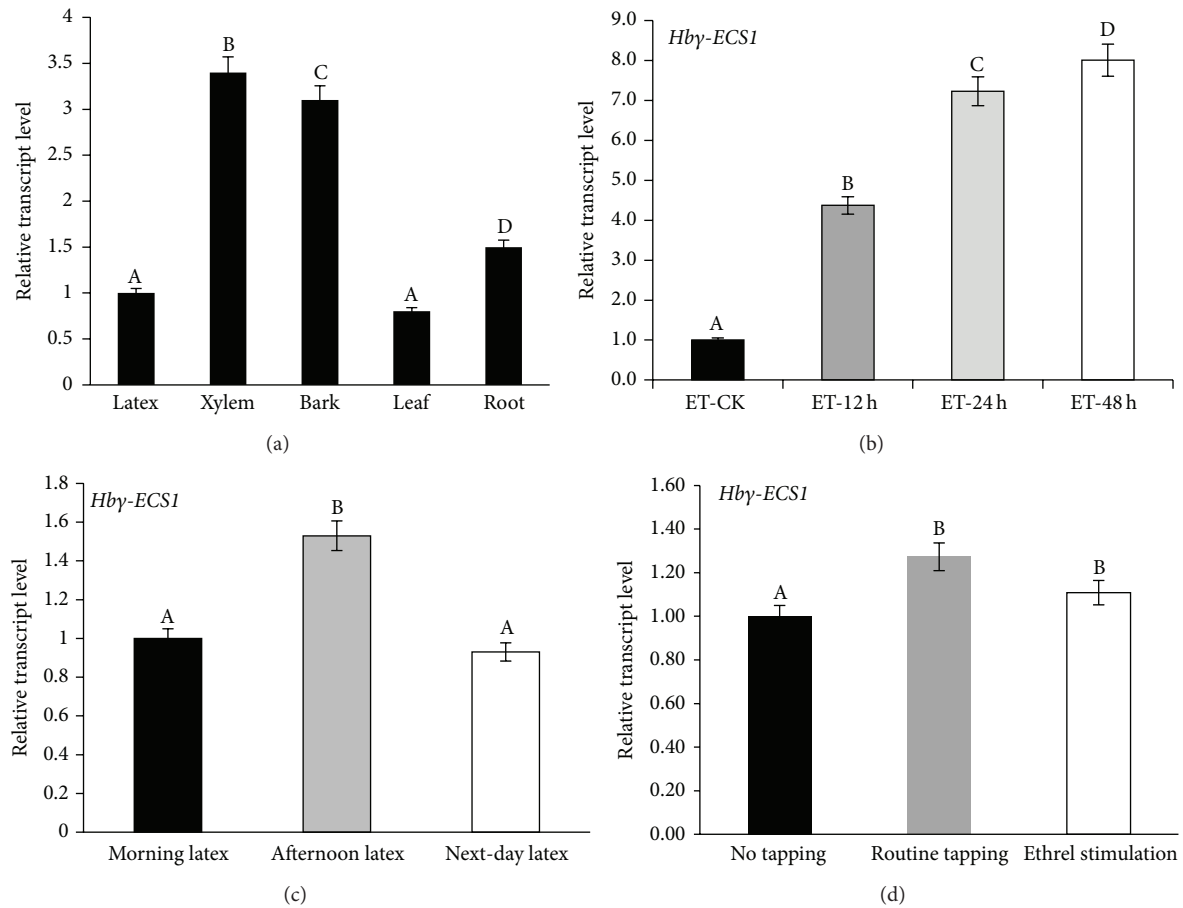 Relative transcript level
4
3.5
3
2.5
2
1.5
1
0.5
0
A
B
C
A
D
Latex Xylem Bark Leaf Root
(a)
Hbγ-ECS1
Relative transcript level
9.0
8.0
7.0
6.0
5.0
4.0
3.0
2.0
1.0
0.0
A
B
C
D
ET-CK ET-12 h ET-24 h ET-48 h
(b)
Hbγ-ECS1
Relative transcript level
1.8
1.6
1.4
1.2
1
0.8
0.6
0.4
0.2
0
A
B
A
Morning latex Afternoon latex Next-day latex
(c)
Hbγ-ECS1
Relative transcript level
1.60
1.40
1.20
1.00
0.80
0.60
0.40
0.20
0.00
A
B
B
No tapping Routine tapping Ethrel stimulation
(d)